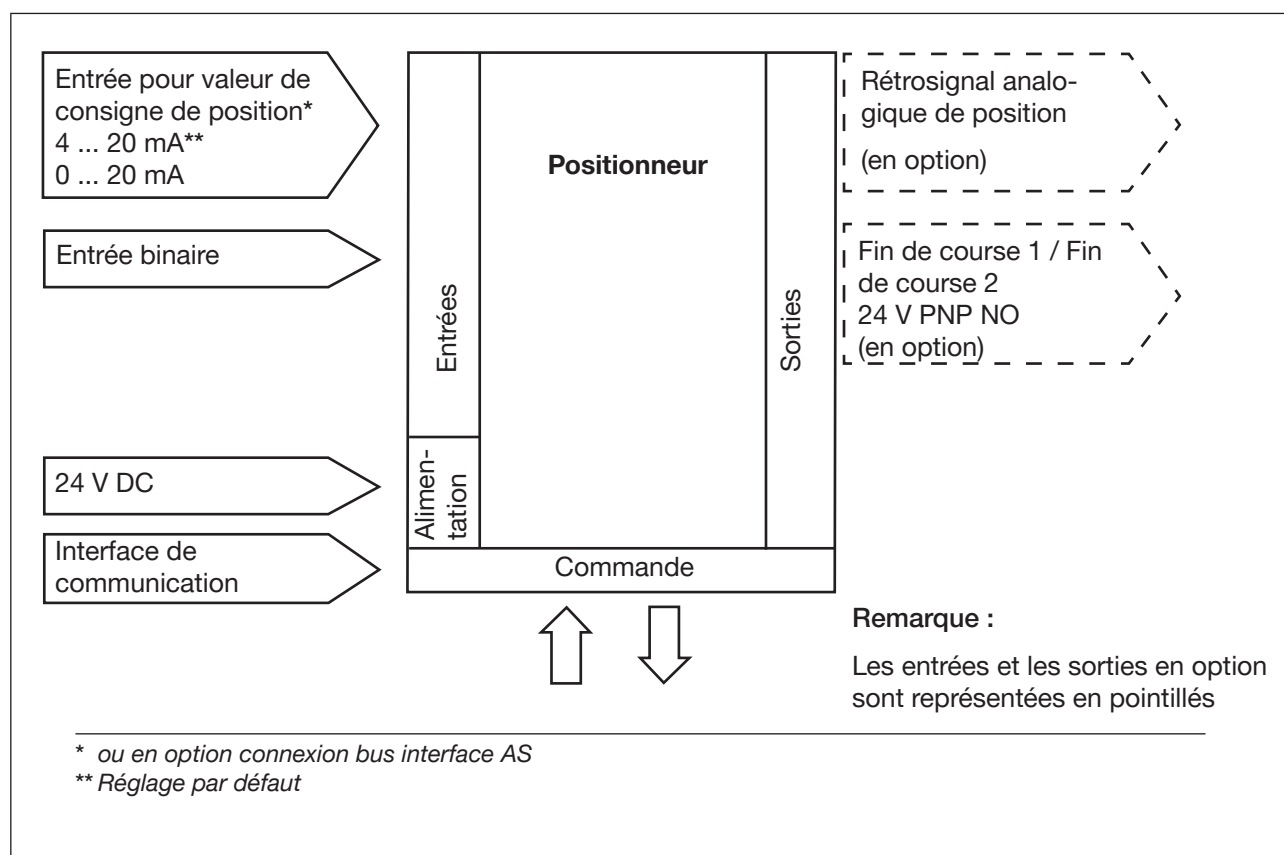 Entrée pour valeur de
consigne de position*
4 ... 20 mA**
0 ... 20 mA
Entrée binaire
24 V DC
Interface de
communication
Entrées
Alimen-
tation
Positionneur
Sorties
Commande
Rétrosignal analo-
gique de position
(en option)
Fin de course 1 / Fin
de course 2
24 V PNP NO
(en option)
Remarque :
Les entrées et les sorties en option
sont représentées en pointillés
* ou en option connexion bus interface AS
** Réglage par défaut